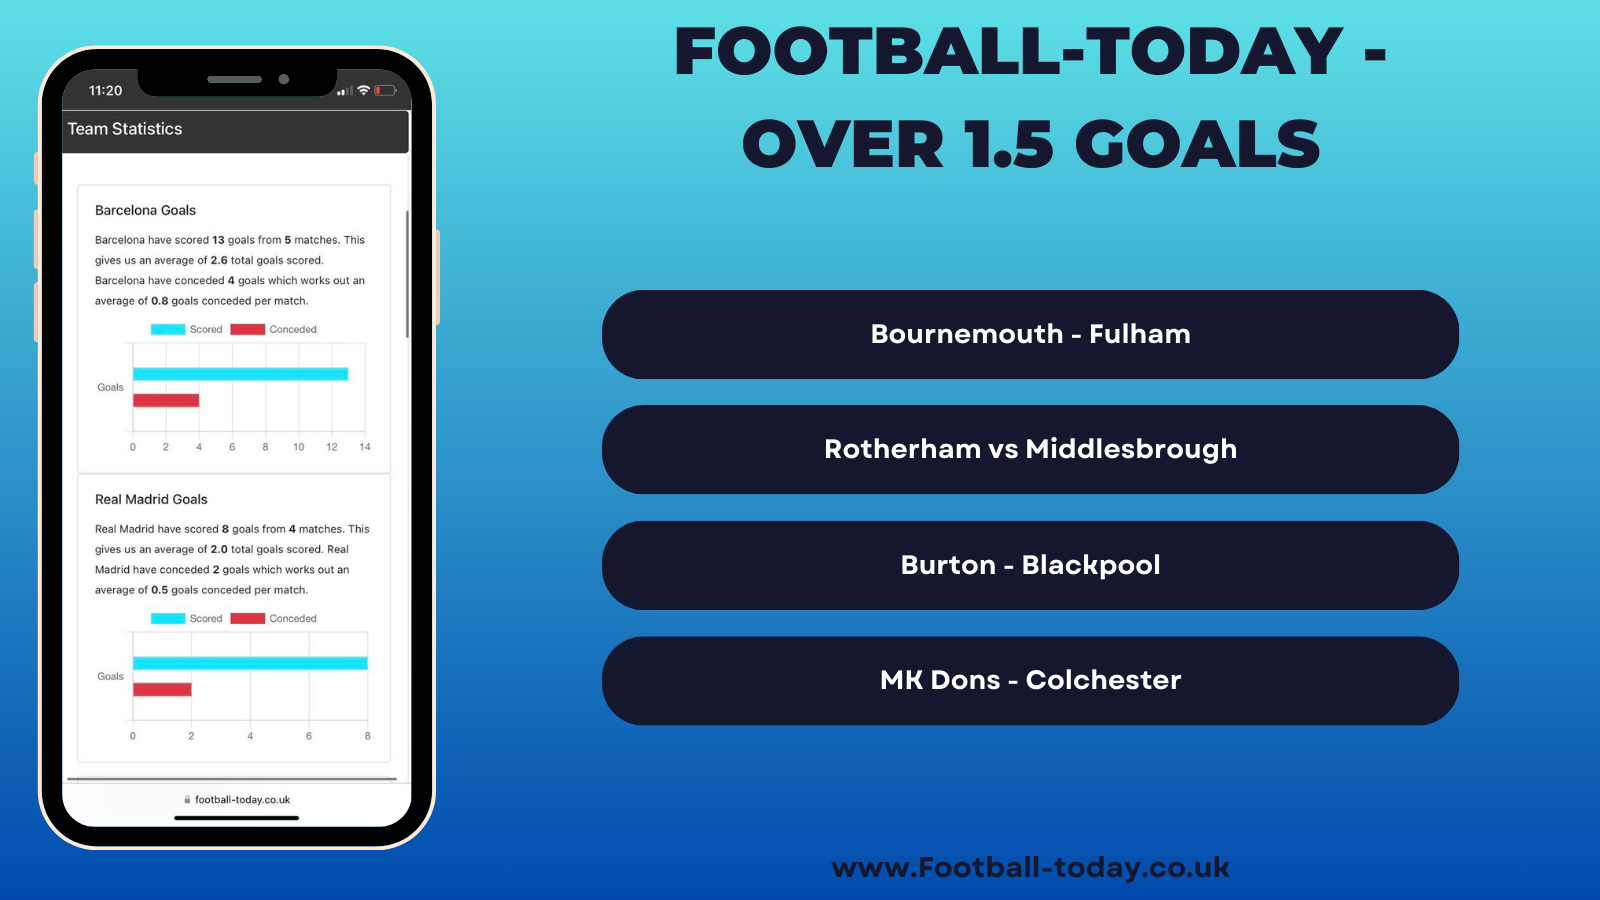 FOOTBALL-TODAY -
OVER 1.5 GOALS
11:20
Team Statistics
Barcelona Goals
Barcelona have scored 13 goals from 5 matches. This
gives us an average of 2.6 total goals scored.
Barcelona have conceded 4 goals which works out an
average of 0.8 goals conceded per match.
Scored Conceded
Goals
0 2 4 6 8 10 12 14
Real Madrid Goals
Real Madrid have scored 8 goals from 4 matches. This
gives us an average of 2.0 total goals scored. Real
Madrid have conceded 2 goals which works out an
average of 0.5 goals conceded per match.
Scored Conceded
Goals
0 2 4 6 8
football-today.co.uk
Bournemouth - Fulham
Rotherham vs Middlesbrough
Burton - Blackpool
MK Dons - Colchester
www.Football-today.co.uk